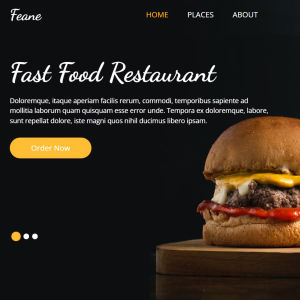 Feane
HOME PLACES ABOUT
Fast Food Restaurant
Doloremque, itaque aperiam facilis rerum, commodi, temporibus sapiente ad
mollitia laborum quam quisquam esse error unde. Tempora ex doloremque, labore,
sunt repellat dolore, iste magni quos nihil ducimus libero ipsam.
Order Now